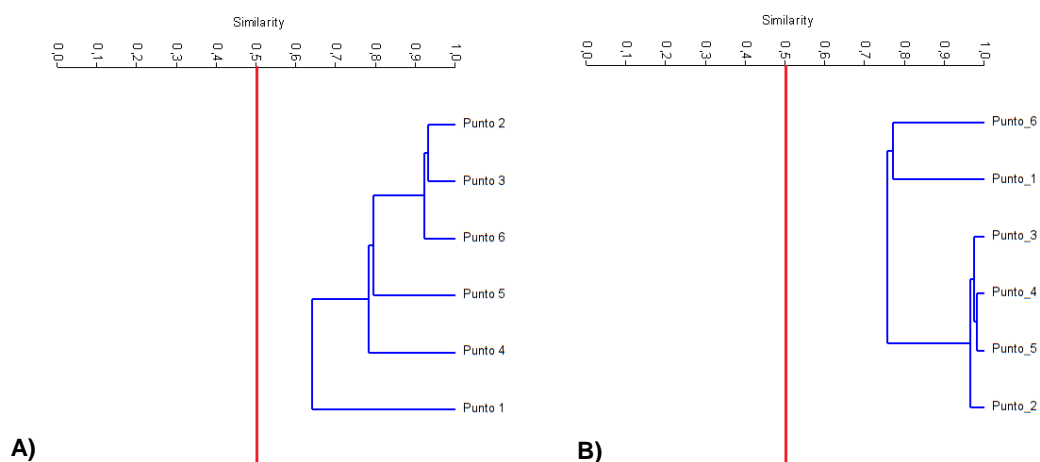 Similarity
0,0 0,1 0,2 0,3 0,4 0,5 0,6 0,7 0,8 0,9 1,0
Punto 2
Punto 3
Punto 6
Punto 5
Punto 4
Punto 1
A)
Similarity
0,0 0,1 0,2 0,3 0,4 0,5 0,6 0,7 0,8 0,9 1,0
Punto_6
Punto_1
Punto_3
Punto_4
Punto_5
Punto_2
B)